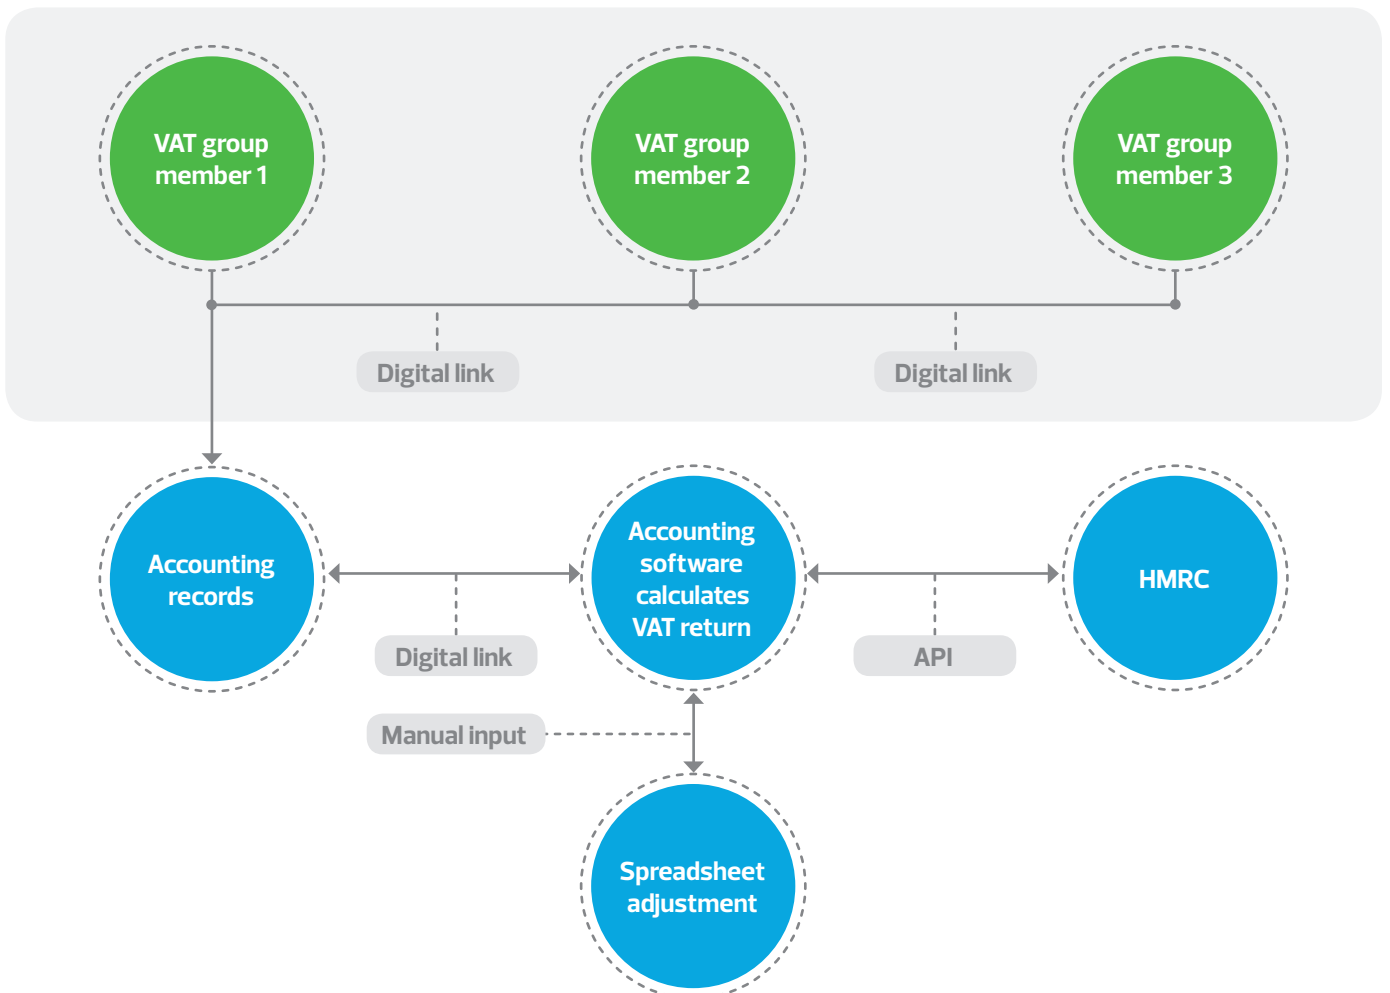 VAT group
member 1
VAT group
member 2
VAT group
member 3
Digital link
Digital link
Accounting
records
Accounting
software
calculates
VAT return
HMRC
Digital link
API
Manual input
Spreadsheet
adjustment